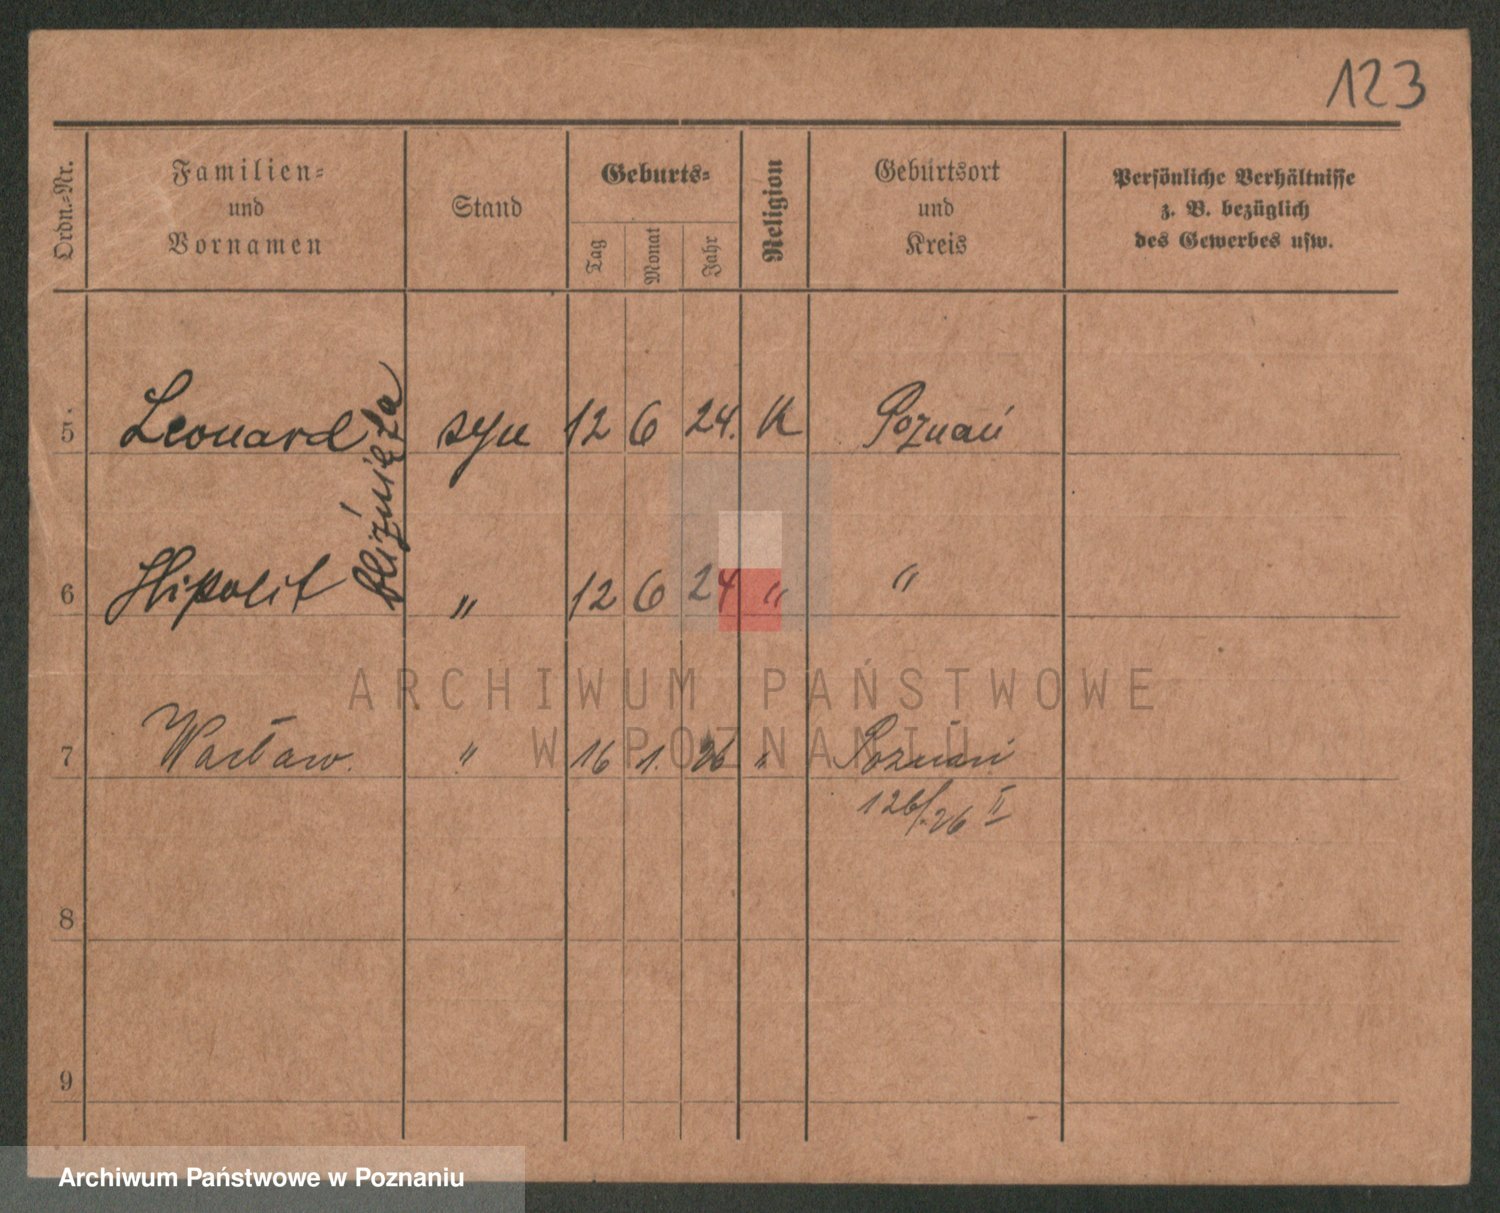 123
Ordn.-Nr.
Familien-
und
Vornamen
Stand
Geburts-
Tag
Monat
Jahr
Religion
Geburtsort
und
Kreis
Persönliche Verhältnisse
z. B. bezüglich
des Gewerbes usw.
5. Leonard syn 12 6 24. K Poznań
bliźnięta
6 Hipolit " 12 6 24 " "
ARCHIWUM PAŃSTWOWE
W POZNANIU
7 Wacław. " 16 1. 26 " Poznań
126/.26 II
8
9
Archiwum Państwowe w Poznaniu